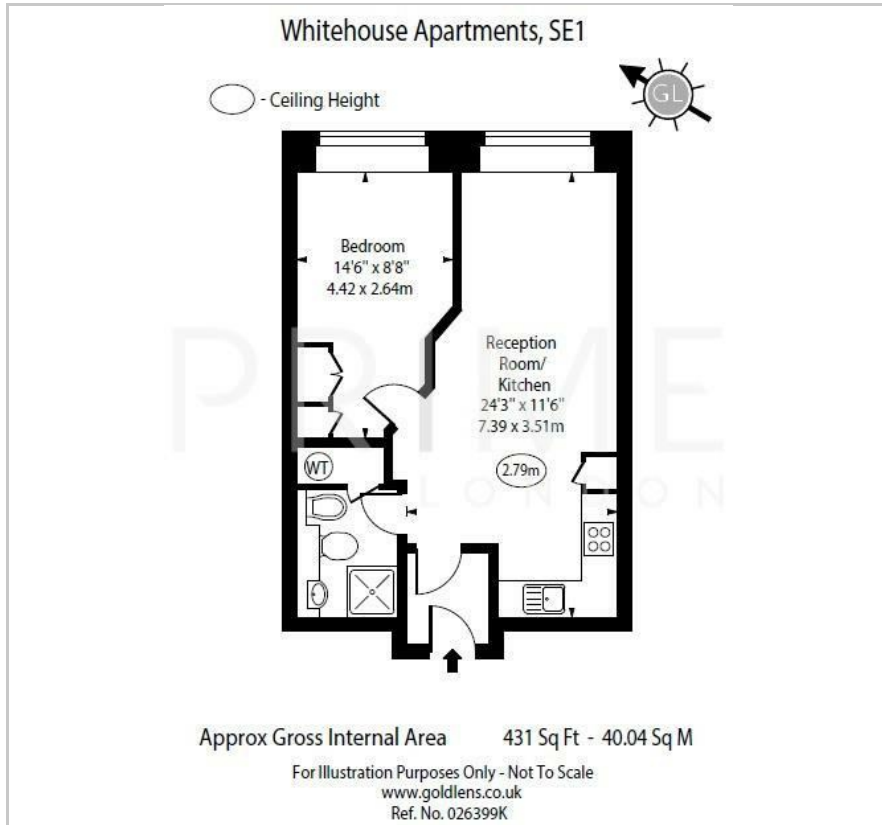 Whitehouse Apartments, SE1
- Ceiling Height
GL
Bedroom
14'6" x 8'8"
4.42 x 2.64m
Reception
Room/
Kitchen
24'3" x 11'6"
7.39 x 3.51m
2.79m
WT
PRIME
LONDON
Approx Gross Internal Area 431 Sq Ft - 40.04 Sq M
For Illustration Purposes Only - Not To Scale
www.goldlens.co.uk
Ref. No. 026399K